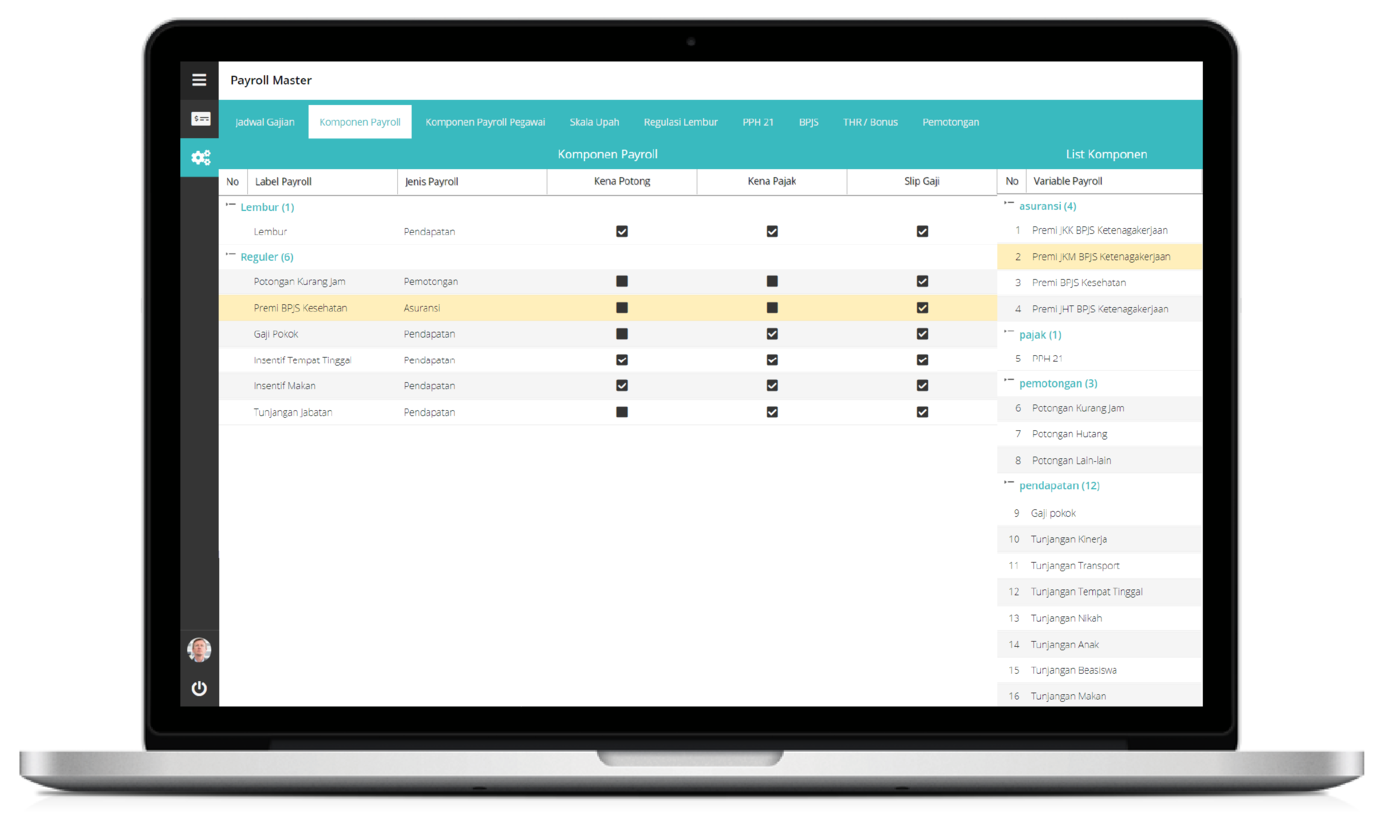 Payroll Master
Jadwal Gajian Komponen Payroll Komponen Payroll Pegawai Skala Upah Regulasi Lembur PPH 21 BPJS THR / Bonus Pemotongan
Komponen Payroll
No Label Payroll Jenis Payroll Kena Potong Kena Pajak Slip Gaji
Lembur (1)
Lembur Pendapatan
Reguler (6)
Potongan Kurang Jam Pemotongan
Premi BPJS Kesehatan Asuransi
Gaji Pokok Pendapatan
Insentif Tempat Tinggal Pendapatan
Insentif Makan Pendapatan
Tunjangan Jabatan Pendapatan
List Komponen
No Variable Payroll
asuransi (4)
1 Premi JKK BPJS Ketenagakerjaan
2 Premi JKM BPJS Ketenagakerjaan
3 Premi BPJS Kesehatan
4 Premi JHT BPJS Ketenagakerjaan
pajak (1)
5 PPH 21
pemotongan (3)
6 Potongan Kurang Jam
7 Potongan Hutang
8 Potongan Lain-lain
pendapatan (12)
9 Gaji pokok
10 Tunjangan Kinerja
11 Tunjangan Transport
12 Tunjangan Tempat Tinggal
13 Tunjangan Nikah
14 Tunjangan Anak
15 Tunjangan Beasiswa
16 Tunjangan Makan